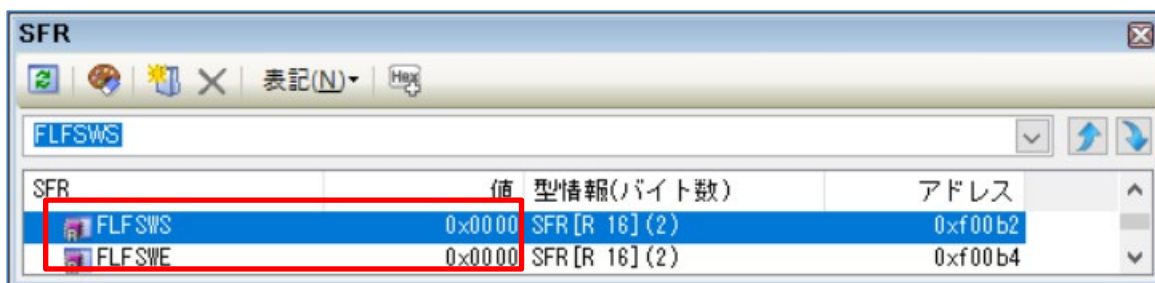 SFR
表記(N)▾ Hex
FLFSWS
SFR 値 型情報(バイト数) アドレス
FLFSWS 0x0000 SFR[R 16](2) 0xf00b2
FLFSWE 0x0000 SFR[R 16](2) 0xf00b4